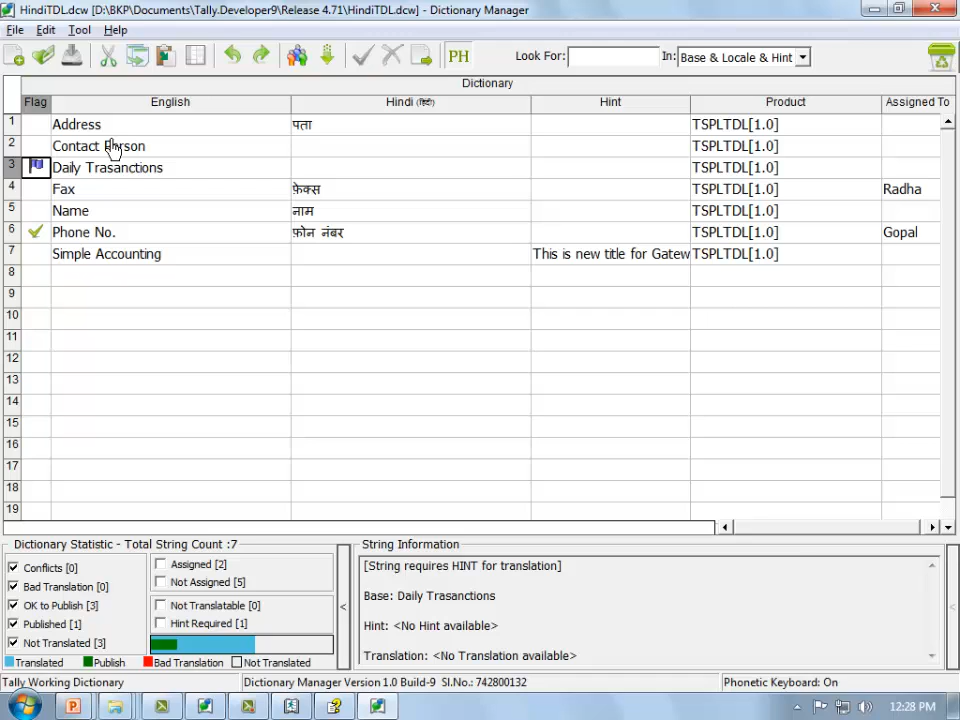 HindiTDL.dcw [D:\BKP\Documents\Tally.Developer9\Release 4.71\HindiTDL.dcw] - Dictionary Manager
File Edit Tool Help
PH Look For: In: Base & Locale & Hint
Dictionary
Flag English Hindi (हिन्दी) Hint Product Assigned To
1 Address पता TSPLTDL[1.0]
2 Contact Person TSPLTDL[1.0]
3 Daily Trasanctions TSPLTDL[1.0]
4 Fax फ़ेक्स TSPLTDL[1.0] Radha
5 Name नाम TSPLTDL[1.0]
6 Phone No. फ़ोन नंबर TSPLTDL[1.0] Gopal
7 Simple Accounting This is new title for Gatew TSPLTDL[1.0]
8
9
10
11
12
13
14
15
16
17
18
19
Dictionary Statistic - Total String Count :7 String Information
Conflicts [0] Assigned [2] [String requires HINT for translation]
Bad Translation [0] Not Assigned [5] Base: Daily Trasanctions
OK to Publish [3] Not Translatable [0]
Published [1] Hint Required [1] Hint: <No Hint available>
Not Translated [3] Translation: <No Translation available>
Translated Publish Bad Translation Not Translated
Tally Working Dictionary Dictionary Manager Version 1.0 Build-9 Sl.No.: 742800132 Phonetic Keyboard: On
12:28 PM